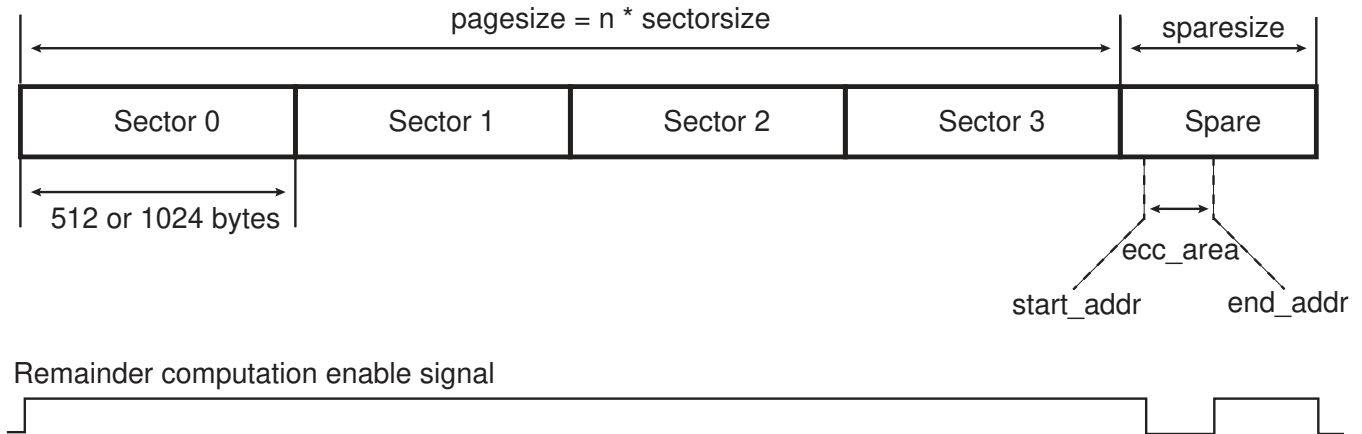 pagesize = n * sectorsize
sparesize
Sector 0
Sector 1
Sector 2
Sector 3
Spare
512 or 1024 bytes
ecc_area
start_addr
end_addr
Remainder computation enable signal